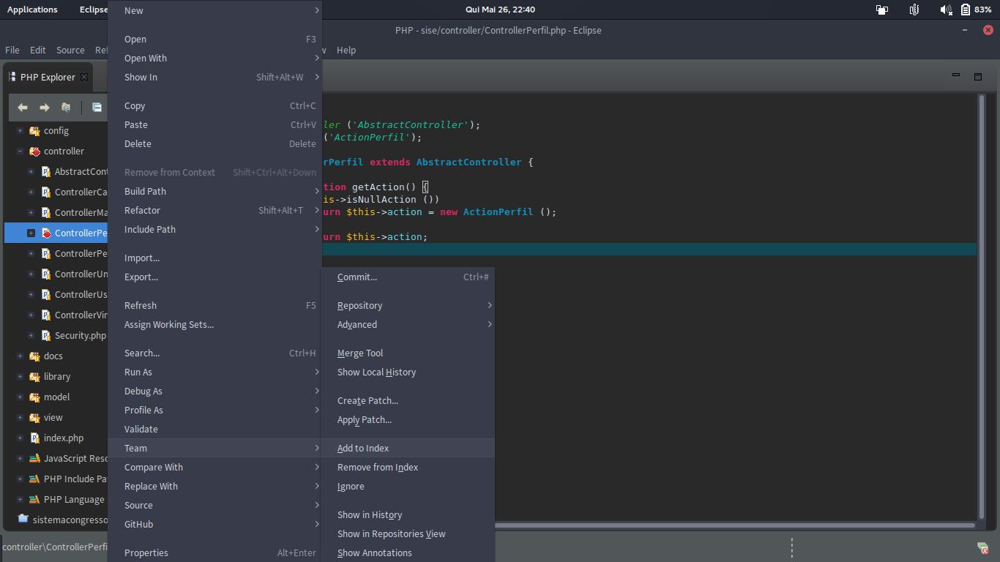 Applications Eclipse Qui Mai 26, 22:40 83%
PHP - sise/controller/ControllerPerfil.php - Eclipse
File Edit Source Ref w Help
PHP Explorer
config
controller
AbstractCont
ControllerCa
ControllerMa
ControllerPe
ControllerPe
ControllerUn
ControllerUs
ControllerVir
Security.php
docs
library
model
view
index.php
JavaScript Reso
PHP Include Pa
PHP Language
sistemacongresso
controller\ControllerPerfi
New
Open F3
Open With
Show In Shift+Alt+W
Copy Ctrl+C
Paste Ctrl+V
Delete Delete
Remove from Context Shift+Ctrl+Alt+Down
Build Path
Refactor Shift+Alt+T
Include Path
Import...
Export...
Refresh F5
Assign Working Sets...
Search... Ctrl+H
Run As
Debug As
Profile As
Validate
Team
Compare With
Replace With
Source
GitHub
Properties Alt+Enter
Commit... Ctrl+#
Repository
Advanced
Merge Tool
Show Local History
Create Patch...
Apply Patch...
Add to Index
Remove from Index
Ignore
Show in History
Show in Repositories View
Show Annotations
ler ('AbstractController');
('ActionPerfil');
rPerfil extends AbstractController {
tion getAction() {
is->isNullAction ())
urn $this->action = new ActionPerfil ();
urn $this->action;